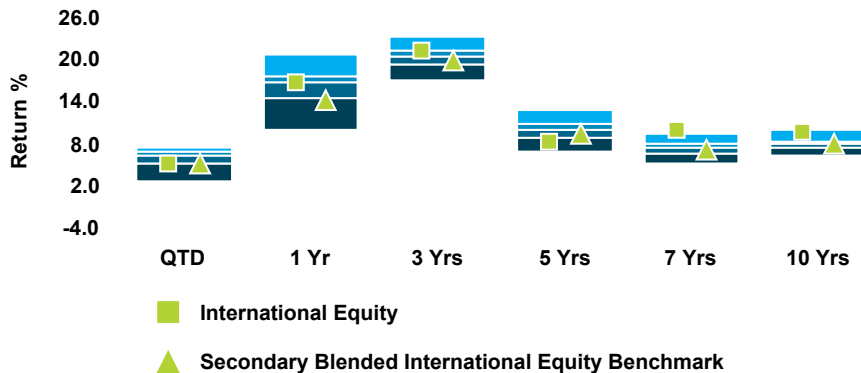 26.0
20.0
14.0
8.0
2.0
-4.0
Return %
QTD 1 Yr 3 Yrs 5 Yrs 7 Yrs 10 Yrs
International Equity
Secondary Blended International Equity Benchmark